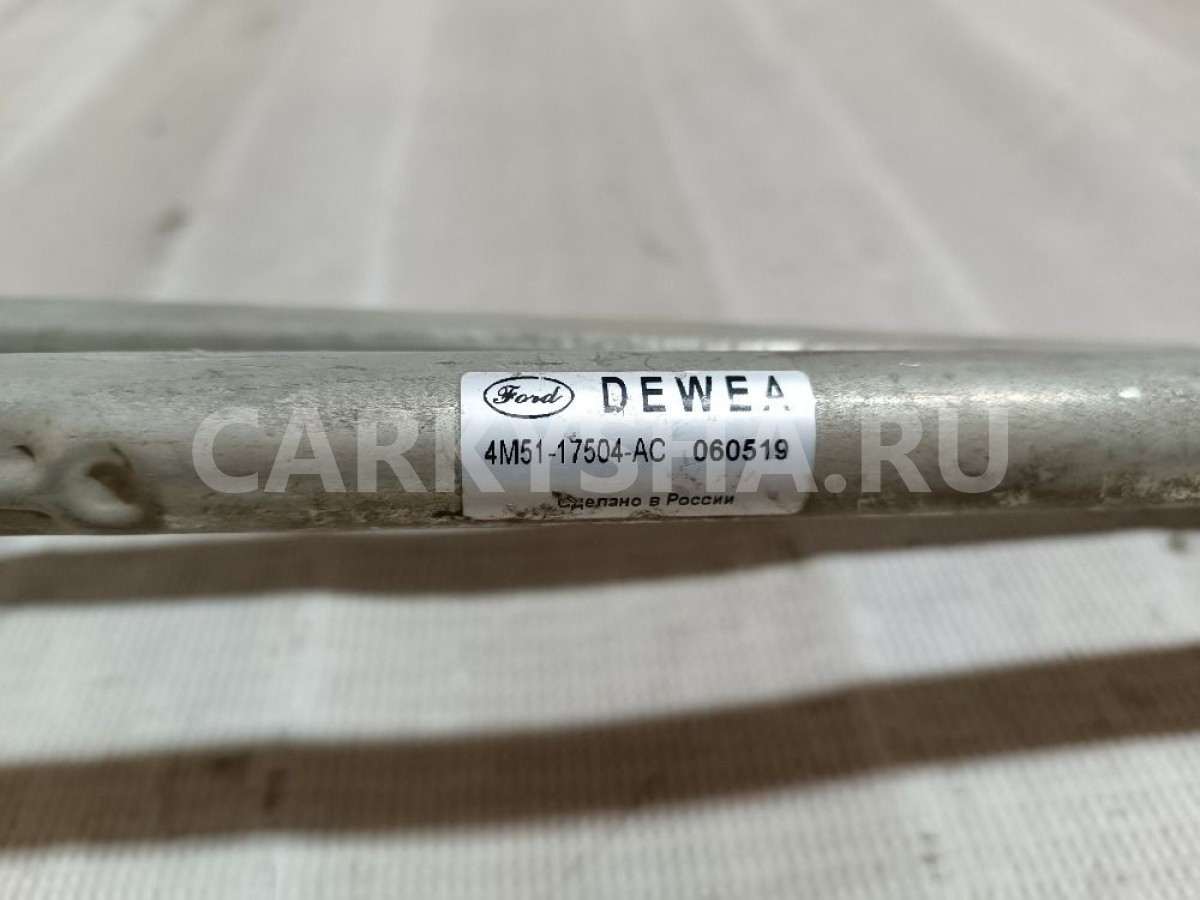 Ford DEWEA
4M51-17504-AC 060519
Сделано в России
CARKYSHA.RU